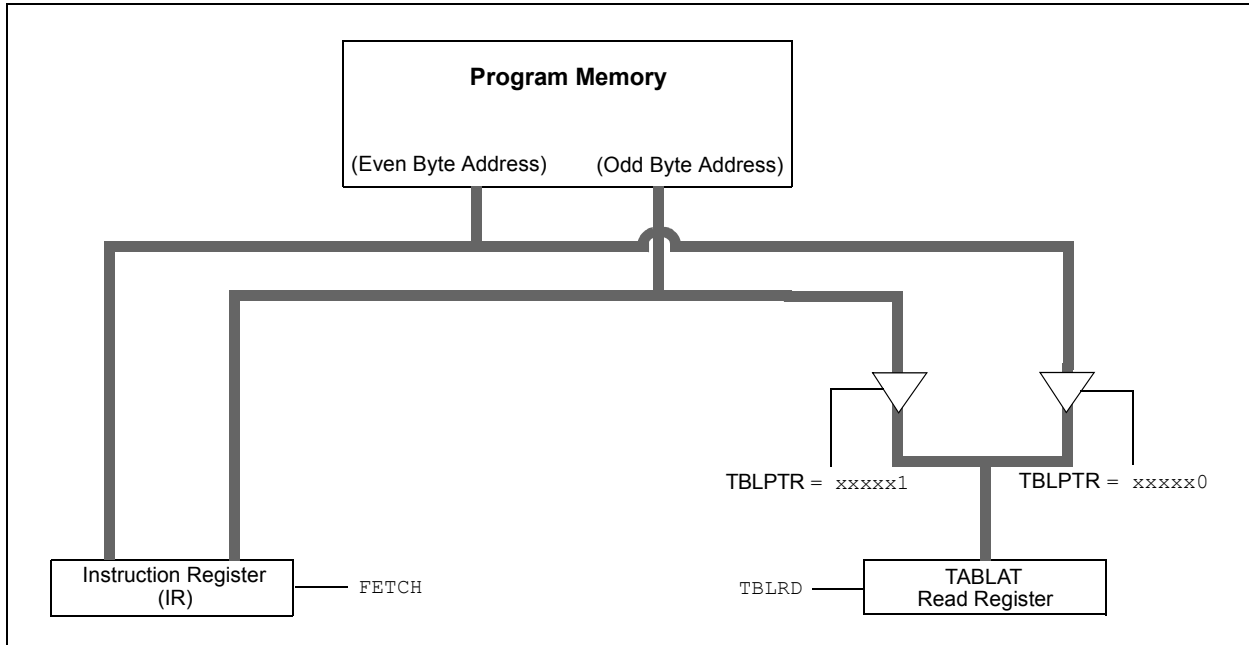 Program Memory
(Even Byte Address)
(Odd Byte Address)
TBLPTR = xxxxx1
TBLPTR = xxxxx0
Instruction Register
(IR)
FETCH
TBLRD
TABLAT
Read Register